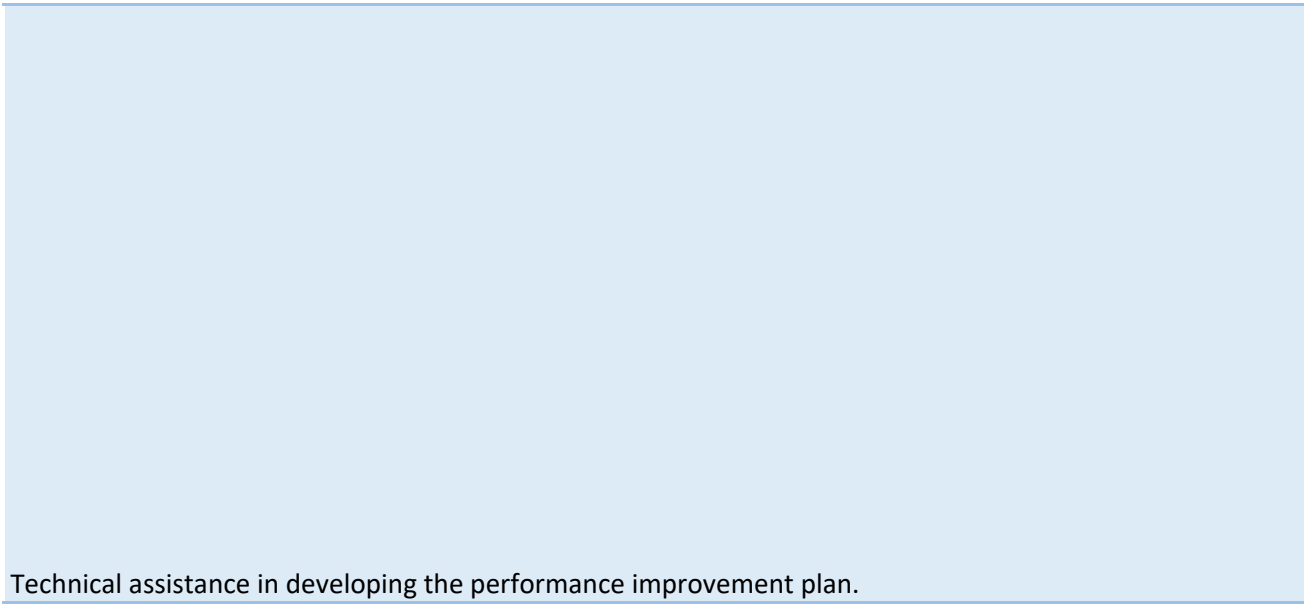 Technical assistance in developing the performance improvement plan.